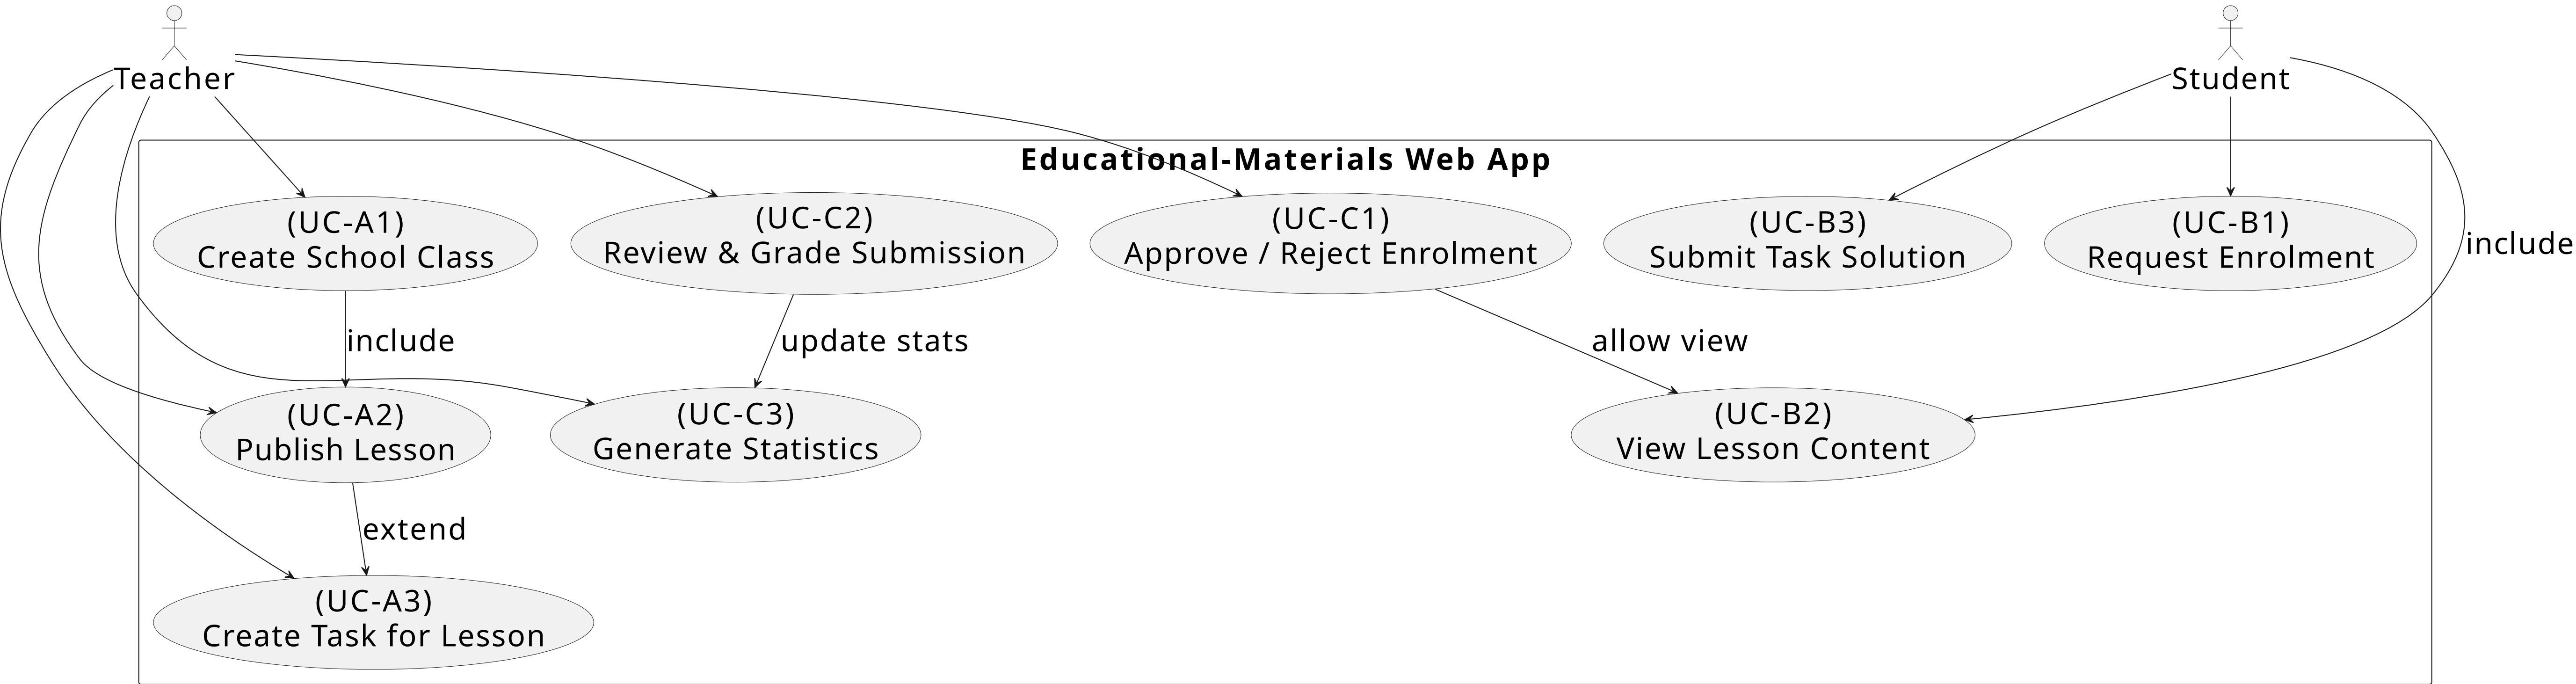 Teacher
Student
Educational-Materials Web App
(UC-A1)
Create School Class
(UC-C2)
Review & Grade Submission
(UC-C1)
Approve / Reject Enrolment
(UC-B3)
Submit Task Solution
(UC-B1)
Request Enrolment
include
include
update stats
allow view
(UC-A2)
Publish Lesson
(UC-C3)
Generate Statistics
(UC-B2)
View Lesson Content
extend
(UC-A3)
Create Task for Lesson